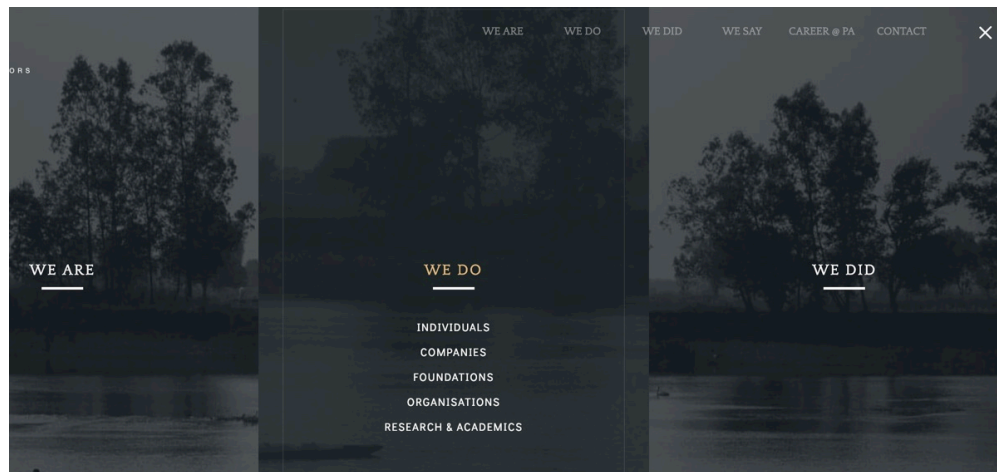 WE ARE WE DO WE DID WE SAY CAREER @ PA CONTACT
ORS
WE ARE
WE DO
WE DID
INDIVIDUALS
COMPANIES
FOUNDATIONS
ORGANISATIONS
RESEARCH & ACADEMICS